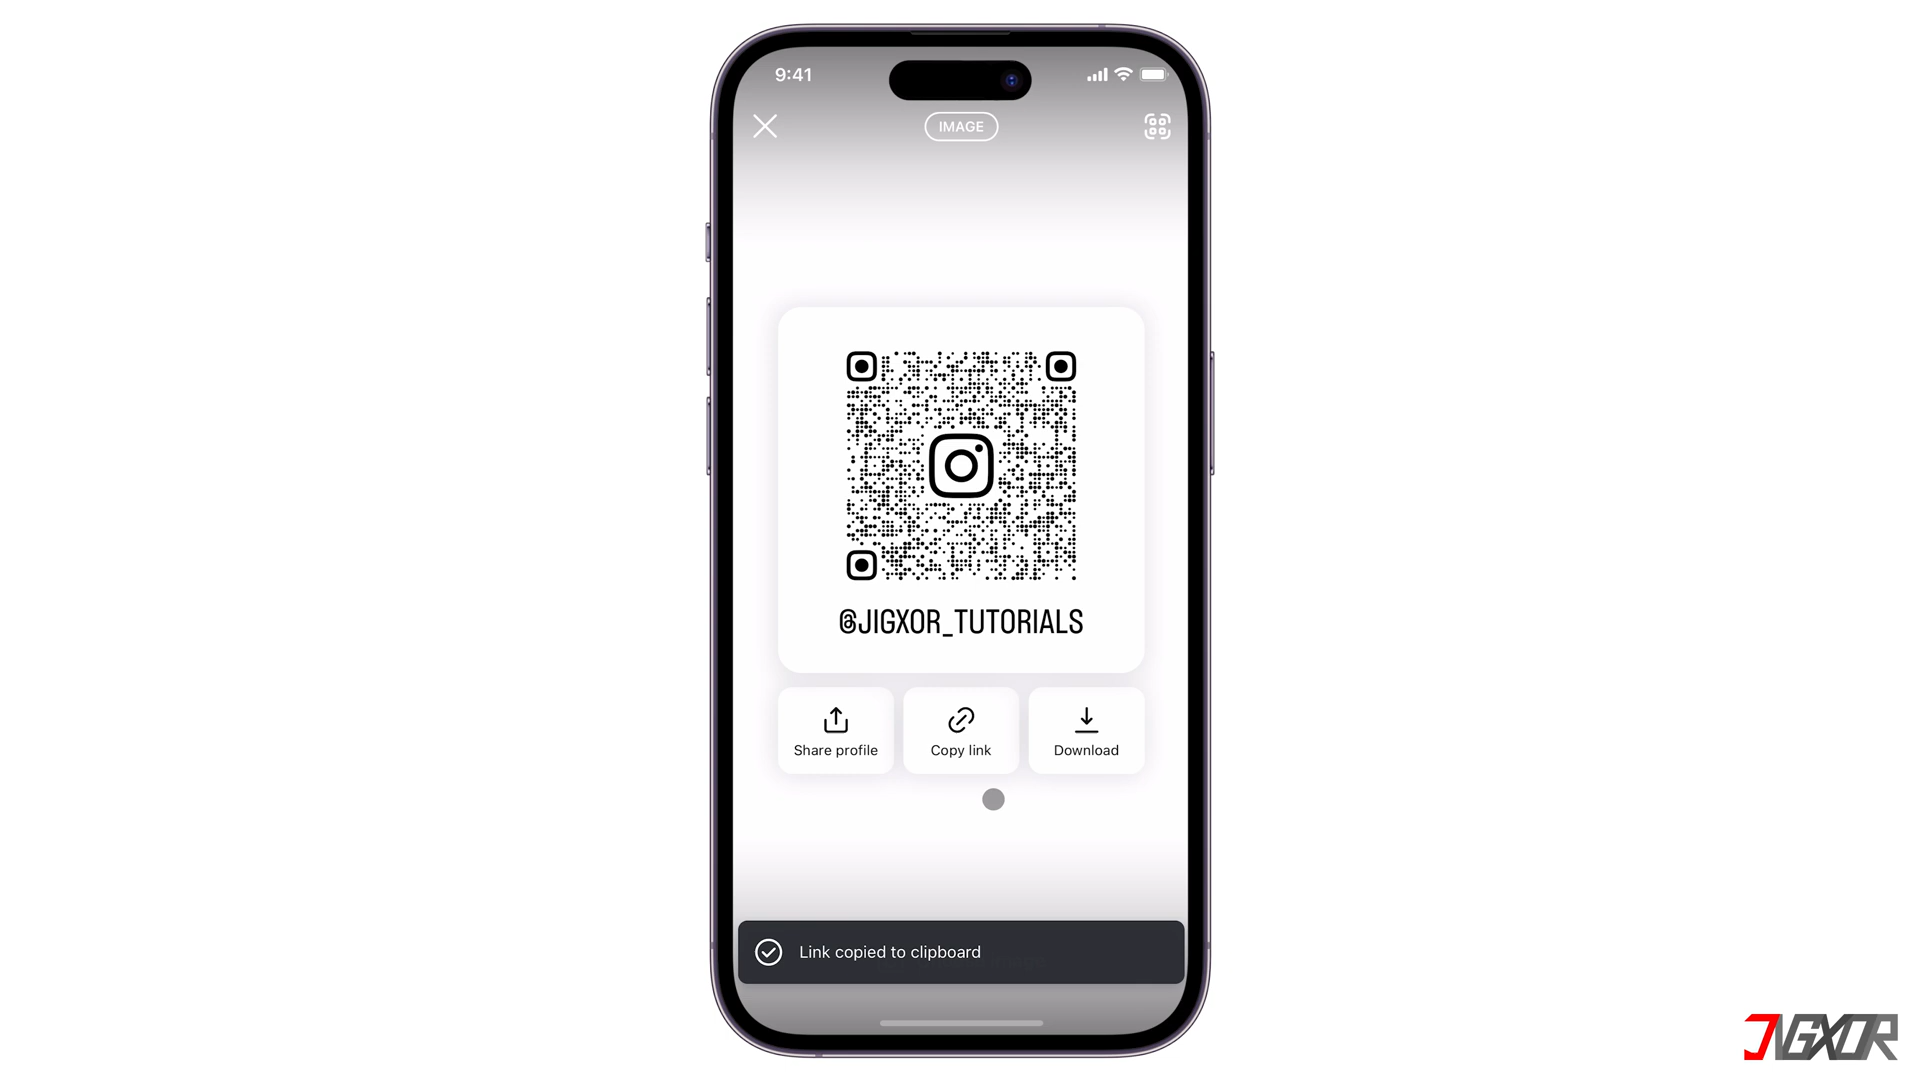 9:41
IMAGE
@JIGXOR_TUTORIALS
Share profile
Copy link
Download
Link copied to clipboard
JIGXOR